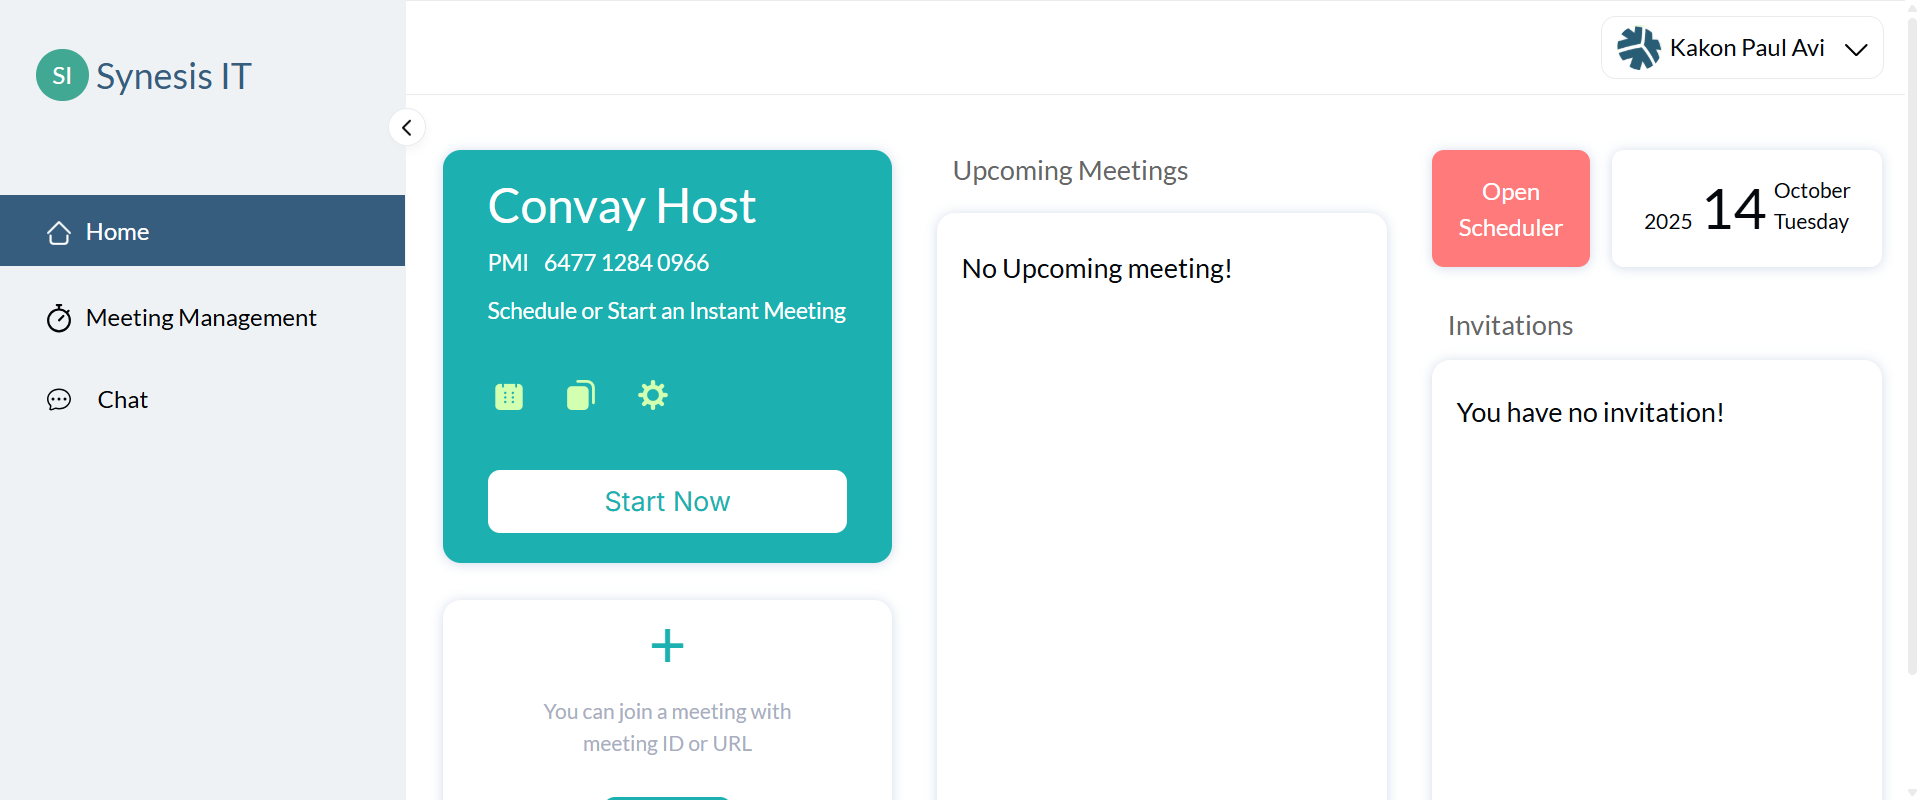 SI Synesis IT
Home
Meeting Management
Chat
Kakon Paul Avi
Convay Host
PMI 6477 1284 0966
Schedule or Start an Instant Meeting
Start Now
You can join a meeting with
meeting ID or URL
Upcoming Meetings
No Upcoming meeting!
Open
Scheduler
2025 14 October
Tuesday
Invitations
You have no invitation!